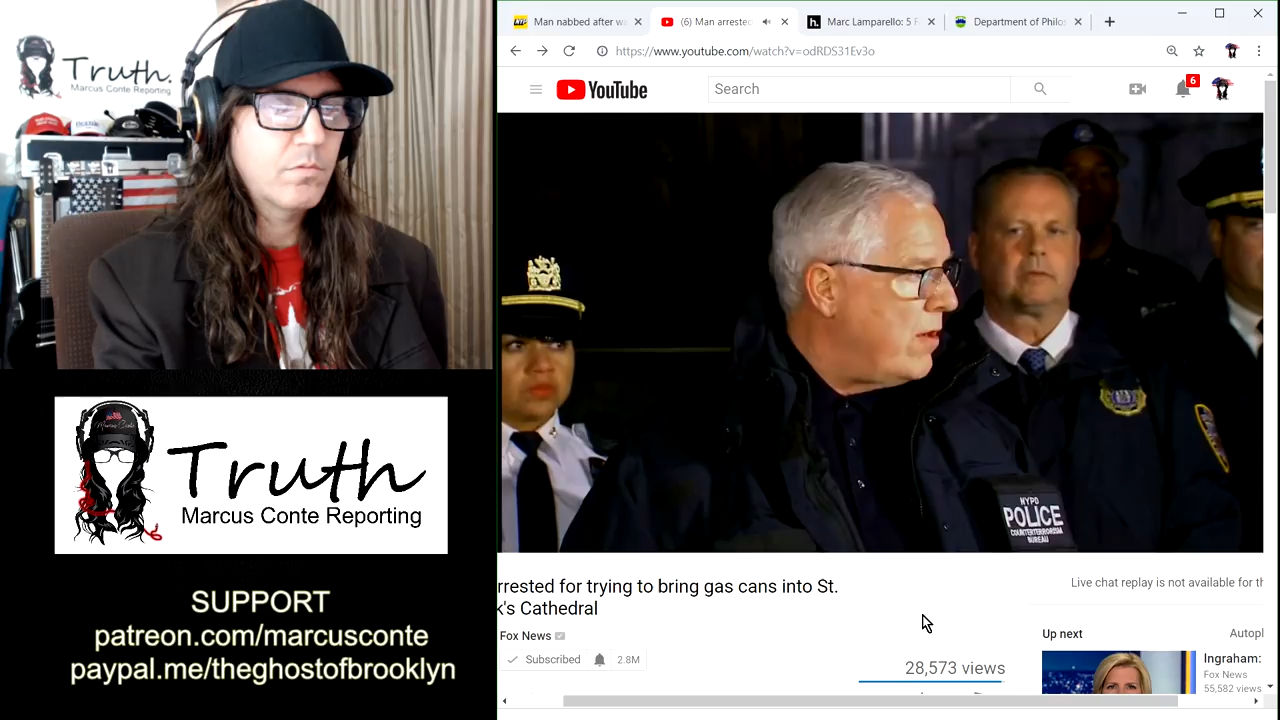 Truth.
Marcus Conte Reporting
Truth
Marcus Conte Reporting
SUPPORT
patreon.com/marcusconte
paypal.me/theghostofbrooklyn
Man nabbed after w
(6) Man arrested
h.
Marc Lamparello: 5 F
Department of Philos
https://www.youtube.com/watch?v=odRDS31Ev3o
YouTube
Search
6
NYPD
POLICE
COUNTERTERRORISM
BUREAU
rrested for trying to bring gas cans into St.
k's Cathedral
Fox News
Subscribed
2.8M
28,573 views
Live chat replay is not available for th
Up next
Autopl
Ingraham:
Fox News
55,582 views